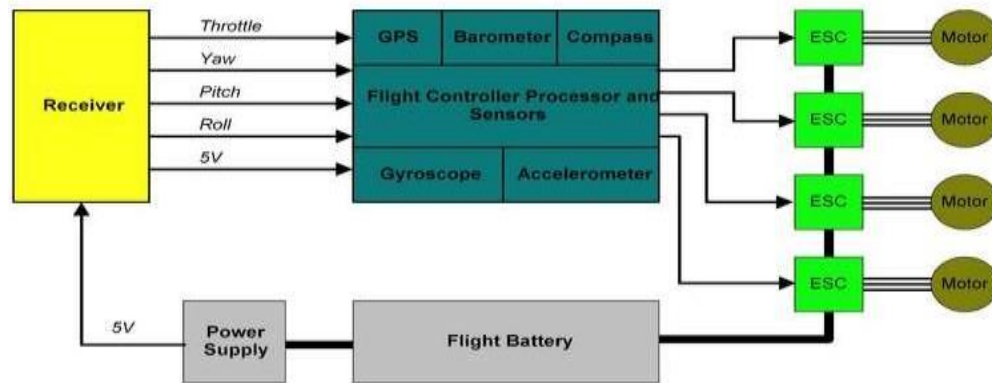 Throttle
Yaw
Pitch
Roll
5V
Receiver
GPS
Barometer
Compass
Flight Controller Processor and
Sensors
Gyroscope
Accelerometer
ESC
Motor
ESC
Motor
ESC
Motor
ESC
Motor
5V
Power
Supply
Flight Battery